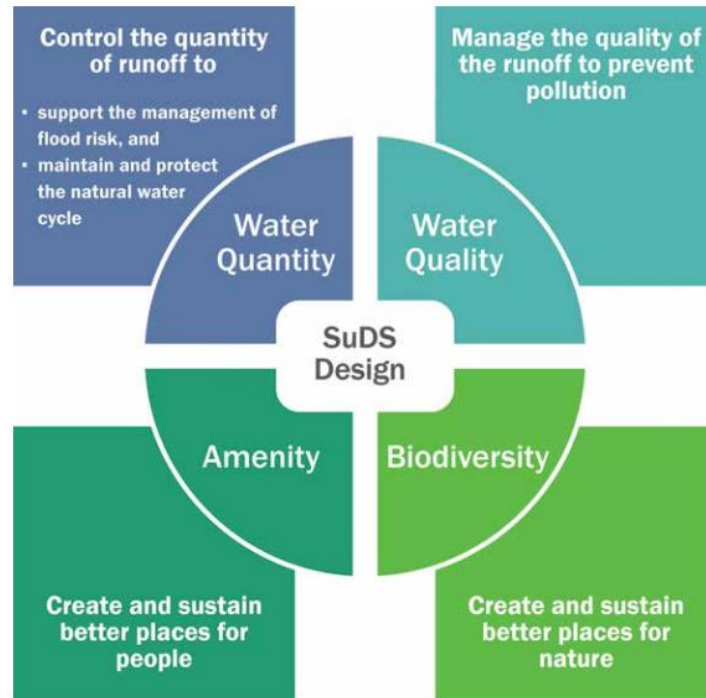 Control the quantity
of runoff to
• support the management of
flood risk, and
• maintain and protect
the natural water
cycle
Water
Quantity
Manage the quality of
the runoff to prevent
pollution
Water
Quality
SuDS
Design
Amenity
Create and sustain
better places for
people
Biodiversity
Create and sustain
better places for
nature